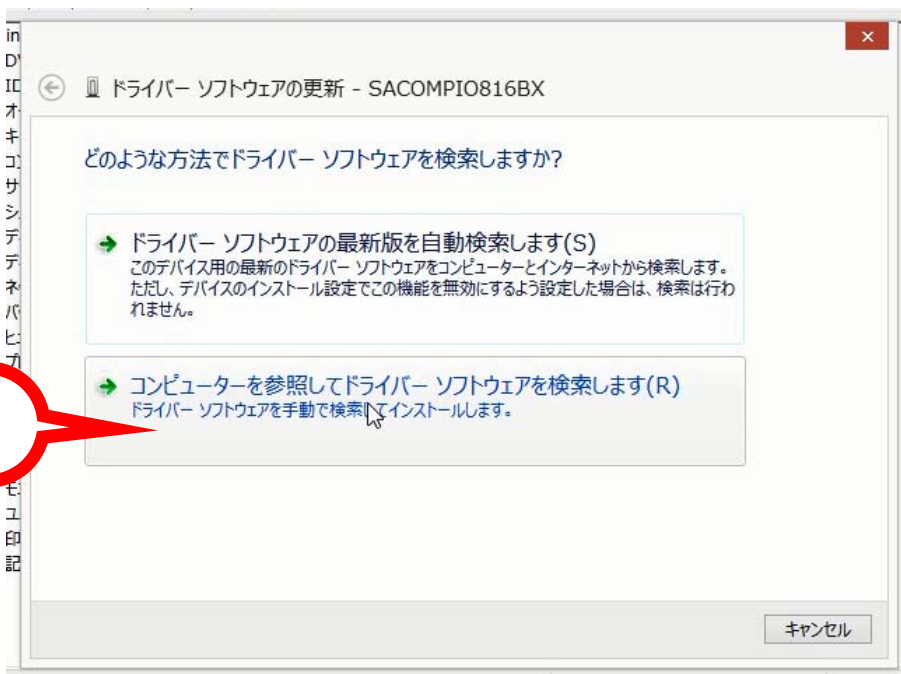 in
ID
ドライバー ソフトウェアの更新 - SACOMPIO816BX
どのような方法でドライバー ソフトウェアを検索しますか?
ドライバー ソフトウェアの最新版を自動検索します(S)
このデバイス用の最新のドライバー ソフトウェアをコンピューターとインターネットから検索します。
ただし、デバイスのインストール設定でこの機能を無効にするよう設定した場合は、検索は行わ
れません。
コンピューターを参照してドライバー ソフトウェアを検索します(R)
ドライバー ソフトウェアを手動で検索してインストールします。
印
記
キャンセル